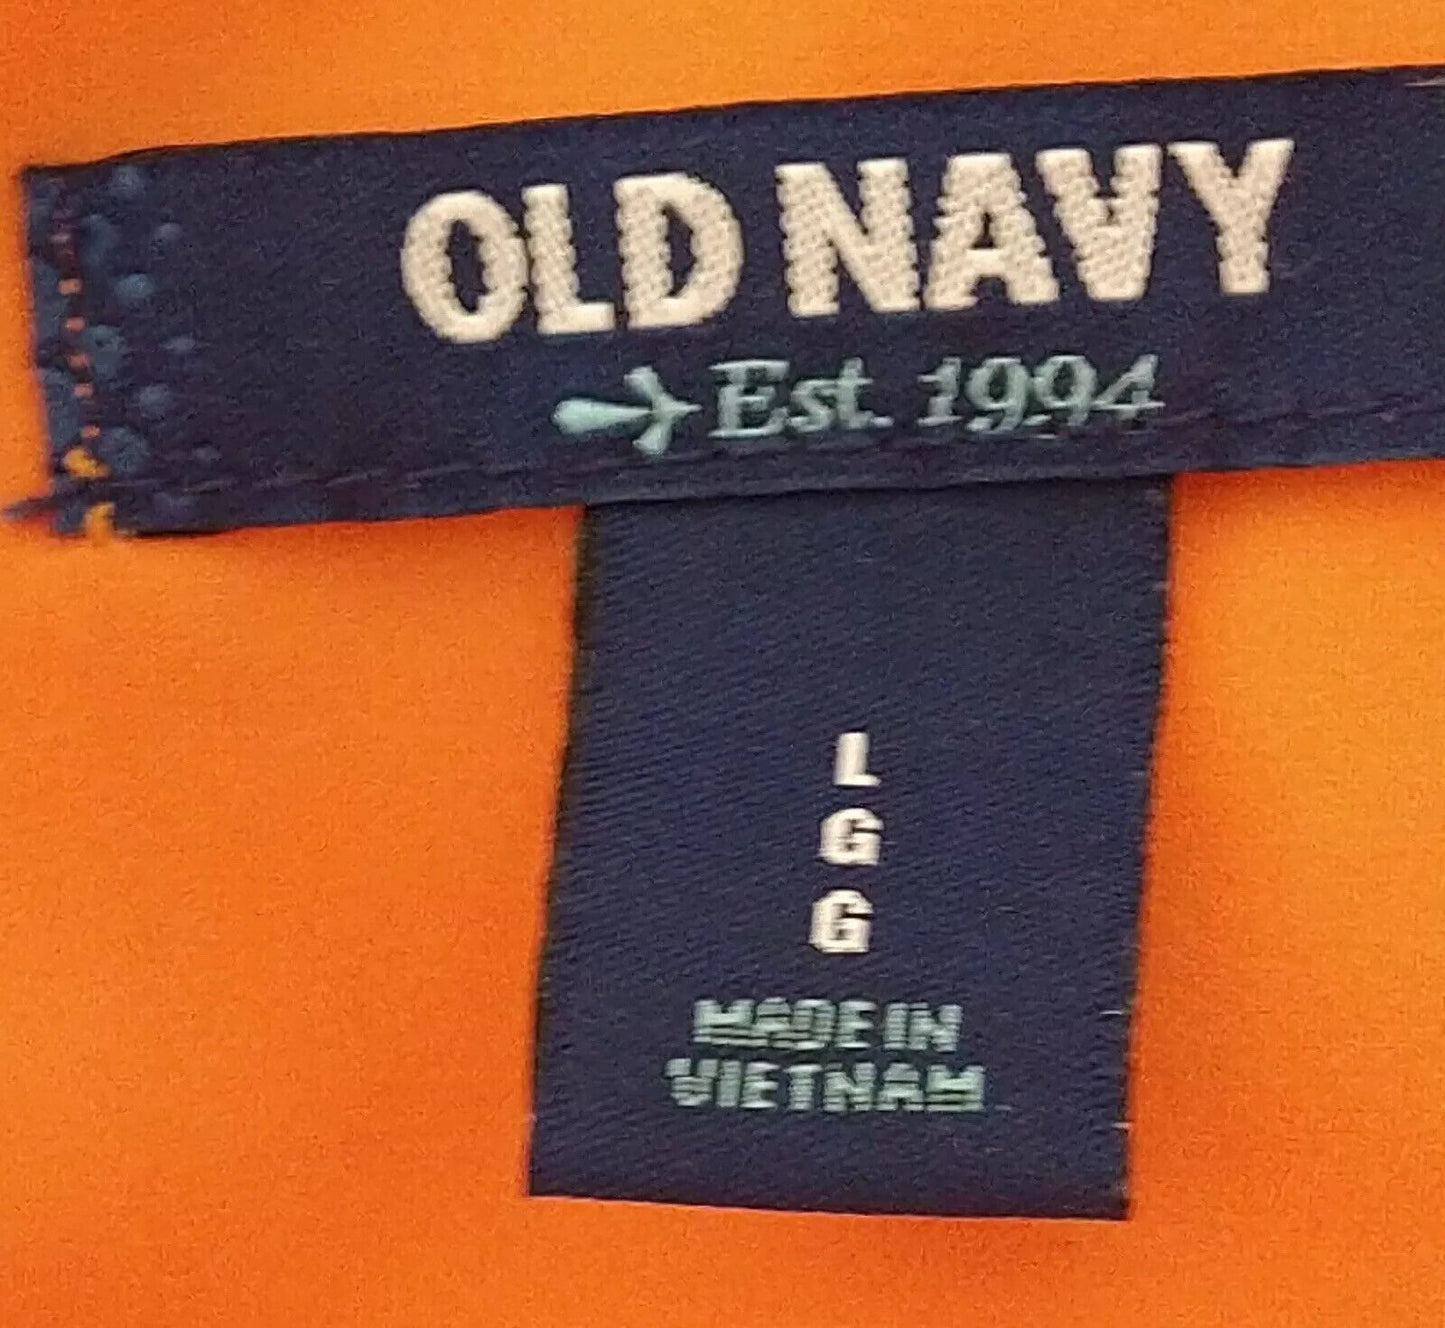 OLD NAVY
Est. 1994
L
G
G
MADE IN
VIETNAM